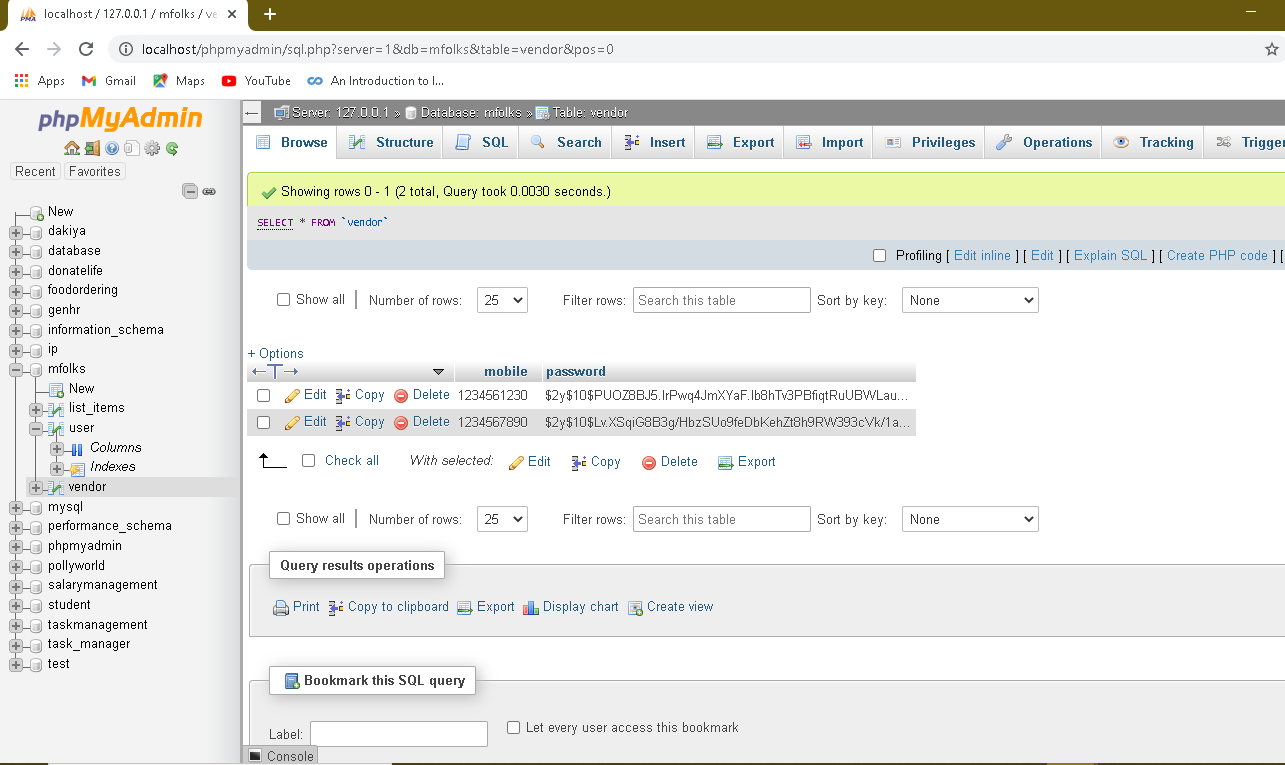 localhost / 127.0.0.1 / mfolks / ve
localhost/phpmyadmin/sql.php?server=1&db=mfolks&table=vendor&pos=0
Apps Gmail Maps YouTube An Introduction to I...
phpMyAdmin
Recent Favorites
New
dakiya
database
donatelife
foodordering
genhr
information_schema
ip
mfolks
New
list_items
user
Columns
Indexes
vendor
mysql
performance_schema
phpmyadmin
pollyworld
salarymanagement
student
taskmanagement
task_manager
test
Server: 127.0.0.1 » Database: mfolks » Table: vendor
Browse Structure SQL Search Insert Export Import Privileges Operations Tracking Trigger
Showing rows 0 - 1 (2 total, Query took 0.0030 seconds.)
SELECT * FROM `vendor`
Profiling [ Edit inline ] [ Edit ] [ Explain SQL ] [ Create PHP code ] [
Show all Number of rows: 25 Filter rows: Search this table Sort by key: None
+ Options
←T→ mobile password
Edit Copy Delete 1234561230 $2y$10$PUOZ8BJ5.IrPwq4JmXYaF.Ib8hTv3PBfiqtRuUBWLau...
Edit Copy Delete 1234567890 $2y$10$Lv.XSqiG8B3g/HbzSUo9feDbKehZt8h9RW393cVk/1a...
Check all With selected: Edit Copy Delete Export
Show all Number of rows: 25 Filter rows: Search this table Sort by key: None
Query results operations
Print Copy to clipboard Export Display chart Create view
Bookmark this SQL query
Label: Let every user access this bookmark
Console